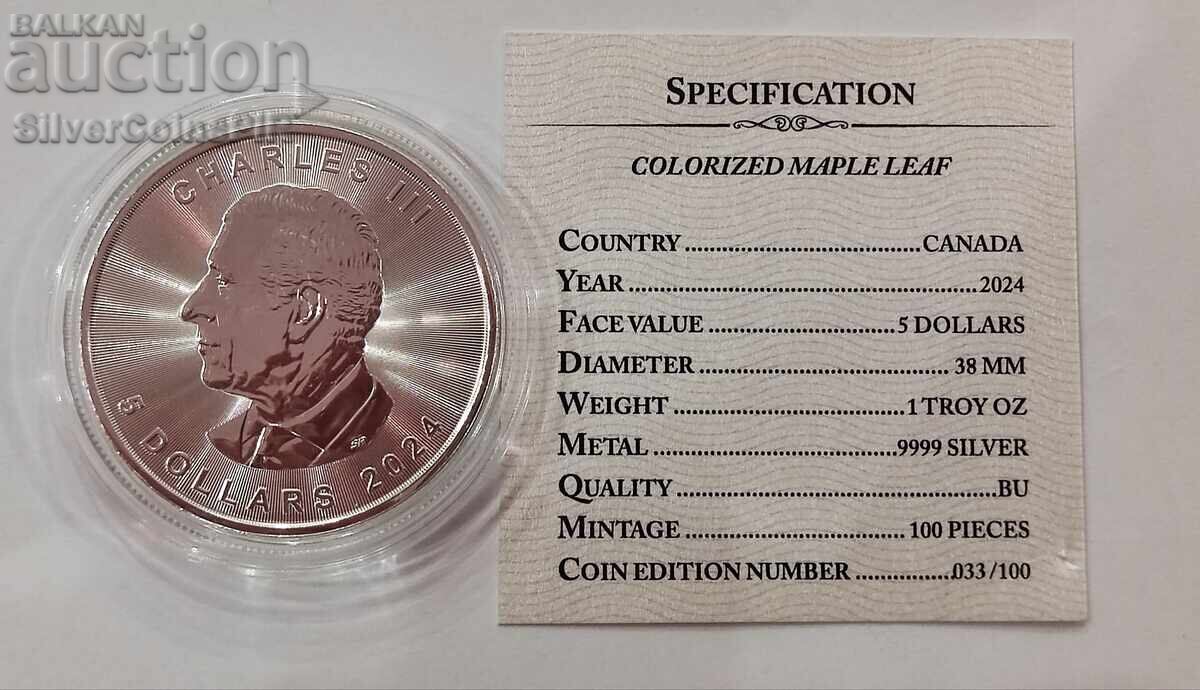 BALKAN
auction
CHARLES III
5 DOLLARS 2024
SR
SPECIFICATION
COLORIZED MAPLE LEAF
COUNTRY..............................CANADA
YEAR..............................2024
FACE VALUE..............................5 DOLLARS
DIAMETER..............................38 MM
WEIGHT..............................1 TROY OZ
METAL..............................9999 SILVER
QUALITY..............................BU
MINTAGE..............................100 PIECES
COIN EDITION NUMBER...............033/100